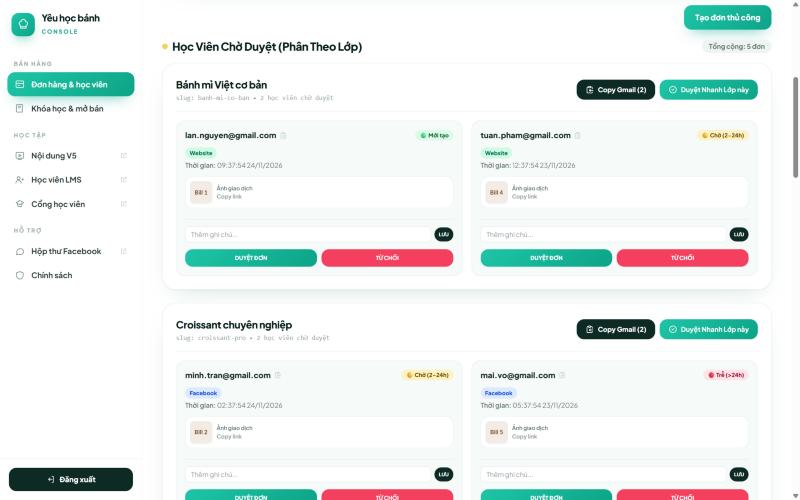 Yêu học bánh
CONSOLE
BÁN HÀNG
Đơn hàng & học viên
Khóa học & mở bán
HỌC TẬP
Nội dung V5
Học viên LMS
Cổng học viên
HỖ TRỢ
Hộp thư Facebook
Chính sách
Đăng xuất
Tạo đơn thủ công
Học Viên Chờ Duyệt (Phân Theo Lớp)
Tổng cộng: 5 đơn
Bánh mì Việt cơ bản
slug: banh-mi-co-ban • 2 học viên chờ duyệt
Copy Gmail (2)
Duyệt Nhanh Lớp này
lan.nguyen@gmail.com
Mới tạo
Website
Thời gian: 09:37:54 24/11/2026
Bill 1
Ảnh giao dịch
Copy link
Thêm ghi chú...
LƯU
DUYỆT ĐƠN
TỪ CHỐI
tuan.pham@gmail.com
Chờ (2-24h)
Website
Thời gian: 12:37:54 23/11/2026
Bill 4
Ảnh giao dịch
Copy link
Thêm ghi chú...
LƯU
DUYỆT ĐƠN
TỪ CHỐI
Croissant chuyên nghiệp
slug: croissant-pro • 2 học viên chờ duyệt
Copy Gmail (2)
Duyệt Nhanh Lớp này
minh.tran@gmail.com
Chờ (2-24h)
Facebook
Thời gian: 02:37:54 24/11/2026
Bill 2
Ảnh giao dịch
Copy link
Thêm ghi chú...
LƯU
DUYỆT ĐƠN
TỪ CHỐI
mai.vo@gmail.com
Trễ (>24h)
Facebook
Thời gian: 05:37:54 23/11/2026
Bill 5
Ảnh giao dịch
Copy link
Thêm ghi chú...
LƯU
DUYỆT ĐƠN
TỪ CHỐI